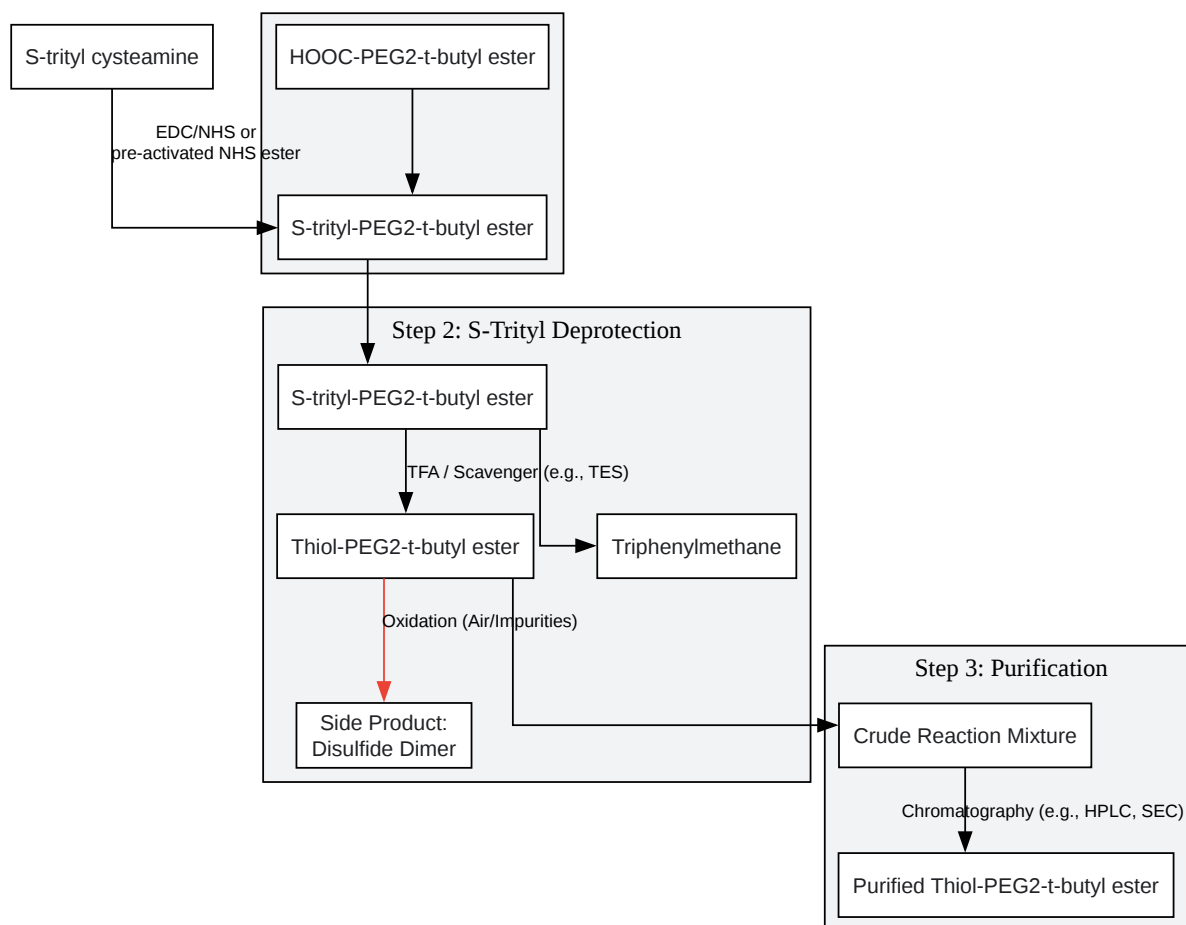 S-trityl cysteamine
HOOC-PEG2-t-butyl ester
EDC/NHS or
pre-activated NHS ester
S-trityl-PEG2-t-butyl ester
Step 2: S-Trityl Deprotection
S-trityl-PEG2-t-butyl ester
TFA / Scavenger (e.g., TES)
Thiol-PEG2-t-butyl ester
Triphenylmethane
Oxidation (Air/Impurities)
Side Product:
Disulfide Dimer
Step 3: Purification
Crude Reaction Mixture
Chromatography (e.g., HPLC, SEC)
Purified Thiol-PEG2-t-butyl ester